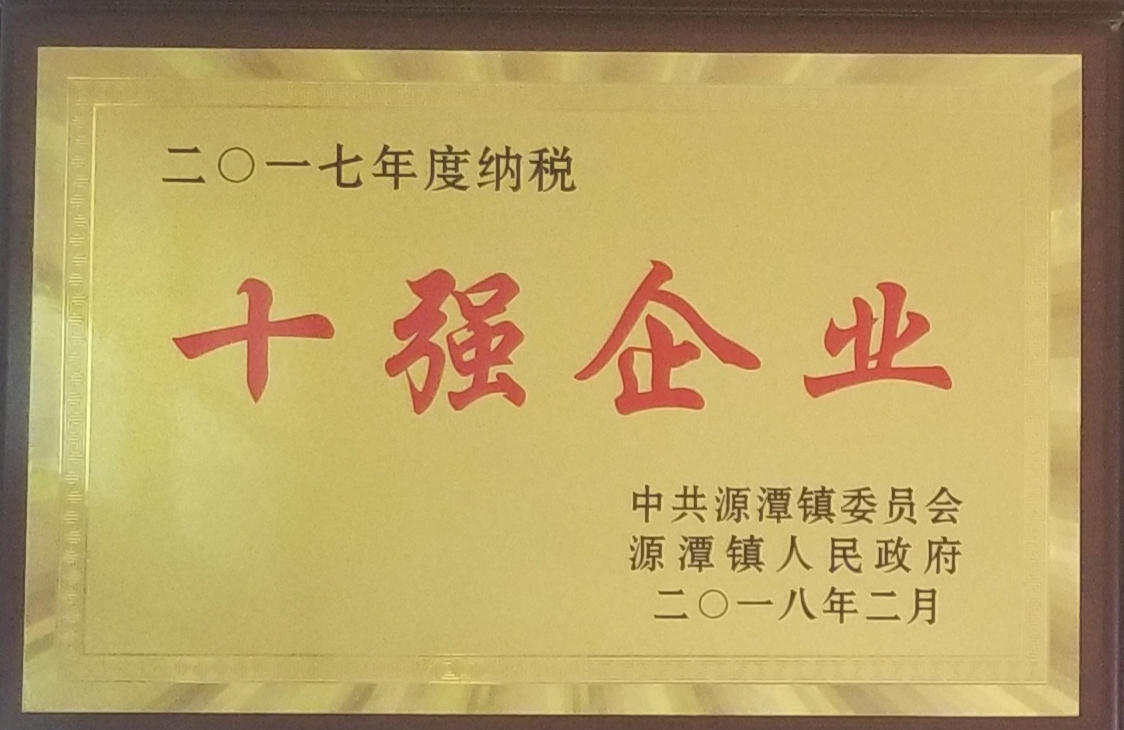 二〇一七年度纳税
十强企业
中共源潭镇委员会
源潭镇人民政府
二〇一八年二月